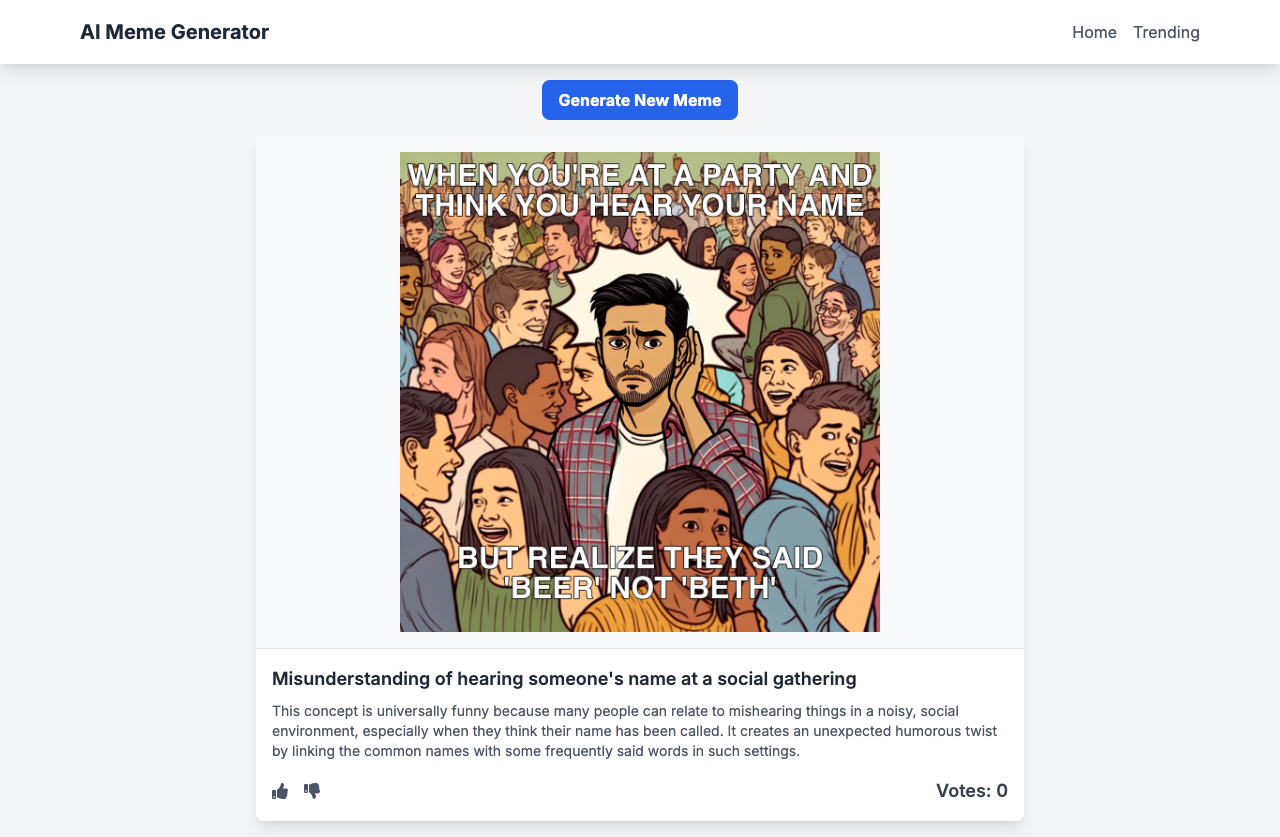 AI Meme Generator
Home Trending
Generate New Meme
WHEN YOU'RE AT A PARTY AND
THINK YOU HEAR YOUR NAME
BUT REALIZE THEY SAID
'BEER' NOT 'BETH'
Misunderstanding of hearing someone's name at a social gathering
This concept is universally funny because many people can relate to mishearing things in a noisy, social
environment, especially when they think their name has been called. It creates an unexpected humorous twist
by linking the common names with some frequently said words in such settings.
Votes: 0